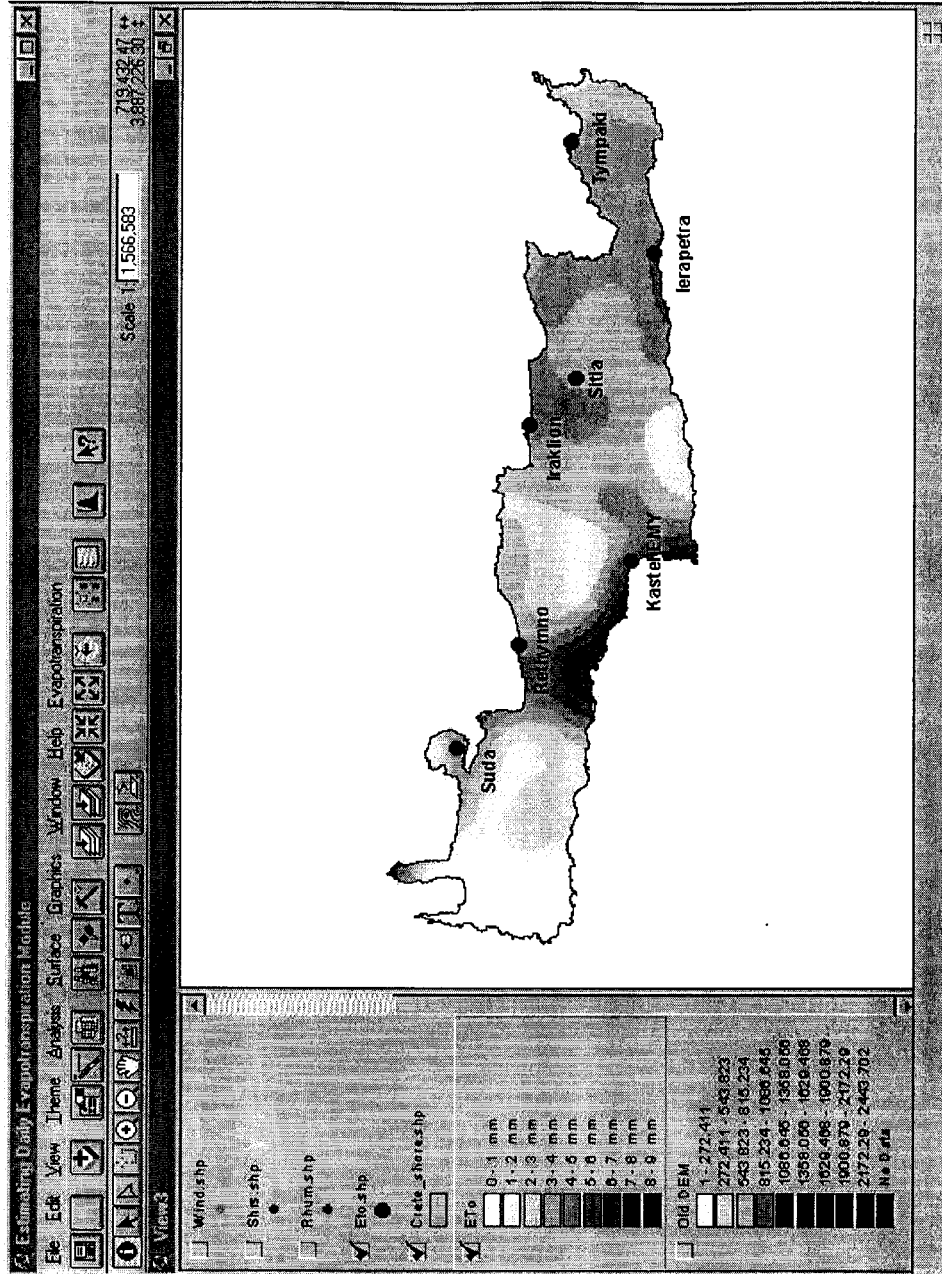 Estimating Daily Evapotranspiration Module
File Edit View Theme Analysis Surface Graphics Window Help Evapotranspiration
Scale 1: 1,566,583
719,432.47
3,887,226.30
View3
Wind.shp
Shrs.shp
Rhum.shp
Eto.shp
Crete_shore.shp
ETo
0 - 1 mm
1 - 2 mm
2 - 3 mm
3 - 4 mm
4 - 5 mm
5 - 6 mm
6 - 7 mm
7 - 8 mm
8 - 9 mm
Old DEM
1 - 272.411
272.411 - 543.823
543.823 - 815.234
815.234 - 1086.645
1086.645 - 1358.056
1358.056 - 1629.468
1629.468 - 1900.879
1900.879 - 2172.29
2172.29 - 2443.702
No Data
Suda
Rethymno
Iraklion
Sitia
Tympaki
Ierapetra
KasteliEMY